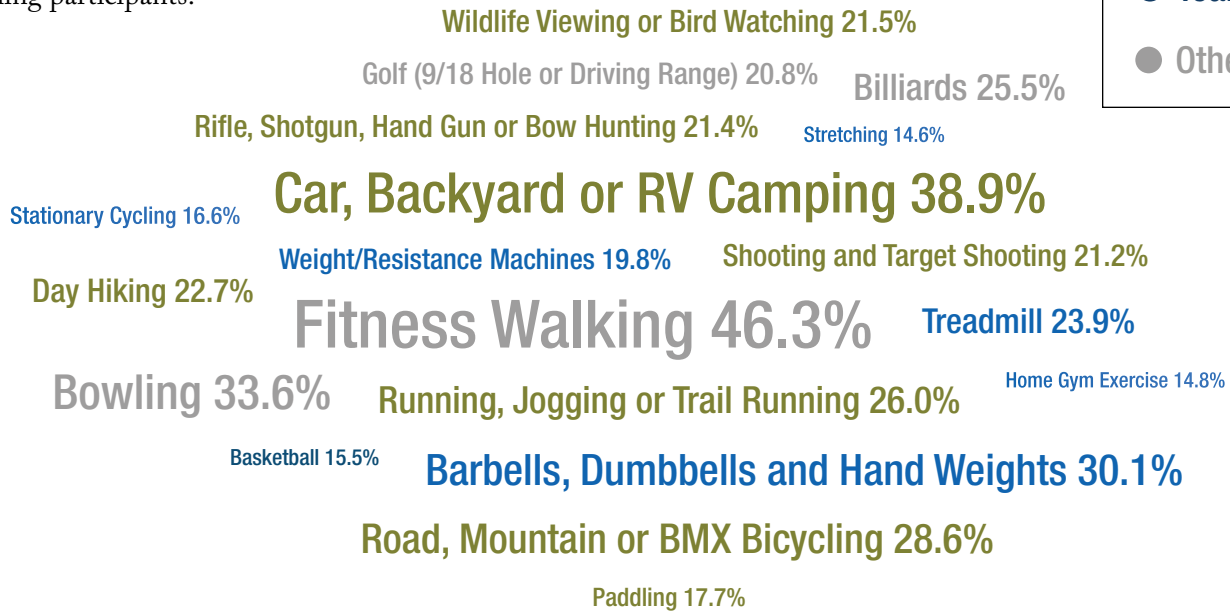 participants.
Wildlife Viewing or Bird Watching 21.5%
Golf (9/18 Hole or Driving Range) 20.8%
Billiards 25.5%
Rifle, Shotgun, Hand Gun or Bow Hunting 21.4%
Stretching 14.6%
Car, Backyard or RV Camping 38.9%
Stationary Cycling 16.6%
Weight/Resistance Machines 19.8%
Shooting and Target Shooting 21.2%
Day Hiking 22.7%
Fitness Walking 46.3%
Treadmill 23.9%
Home Gym Exercise 14.8%
Bowling 33.6%
Running, Jogging or Trail Running 26.0%
Basketball 15.5%
Barbells, Dumbbells and Hand Weights 30.1%
Road, Mountain or BMX Bicycling 28.6%
Paddling 17.7%